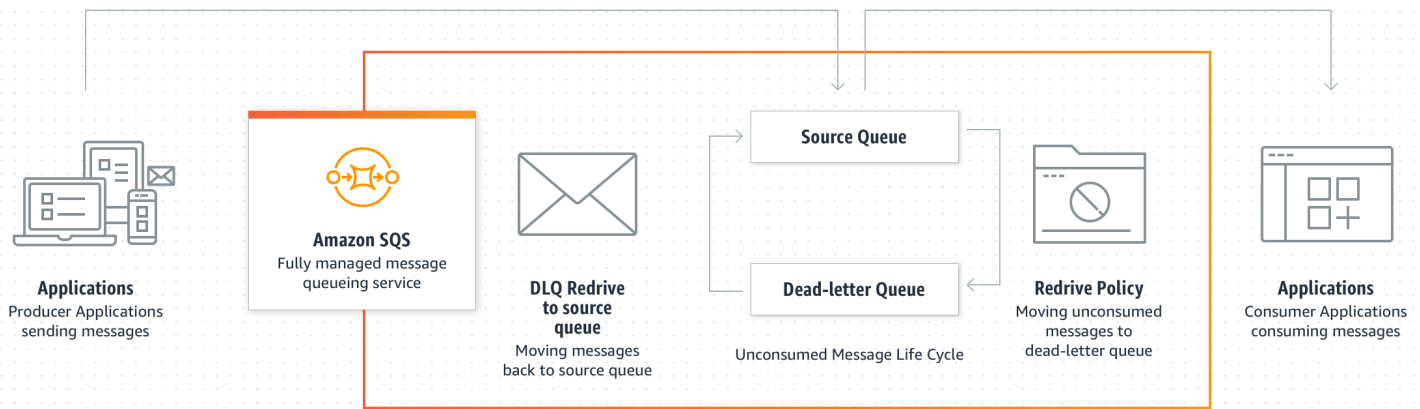 Applications
Producer Applications
sending messages
Amazon SQS
Fully managed message
queueing service
DLQ Redrive
to source
queue
Moving messages
back to source queue
Source Queue
Dead-letter Queue
Unconsumed Message Life Cycle
Redrive Policy
Moving unconsumed
messages to
dead-letter queue
Applications
Consumer Applications
consuming messages